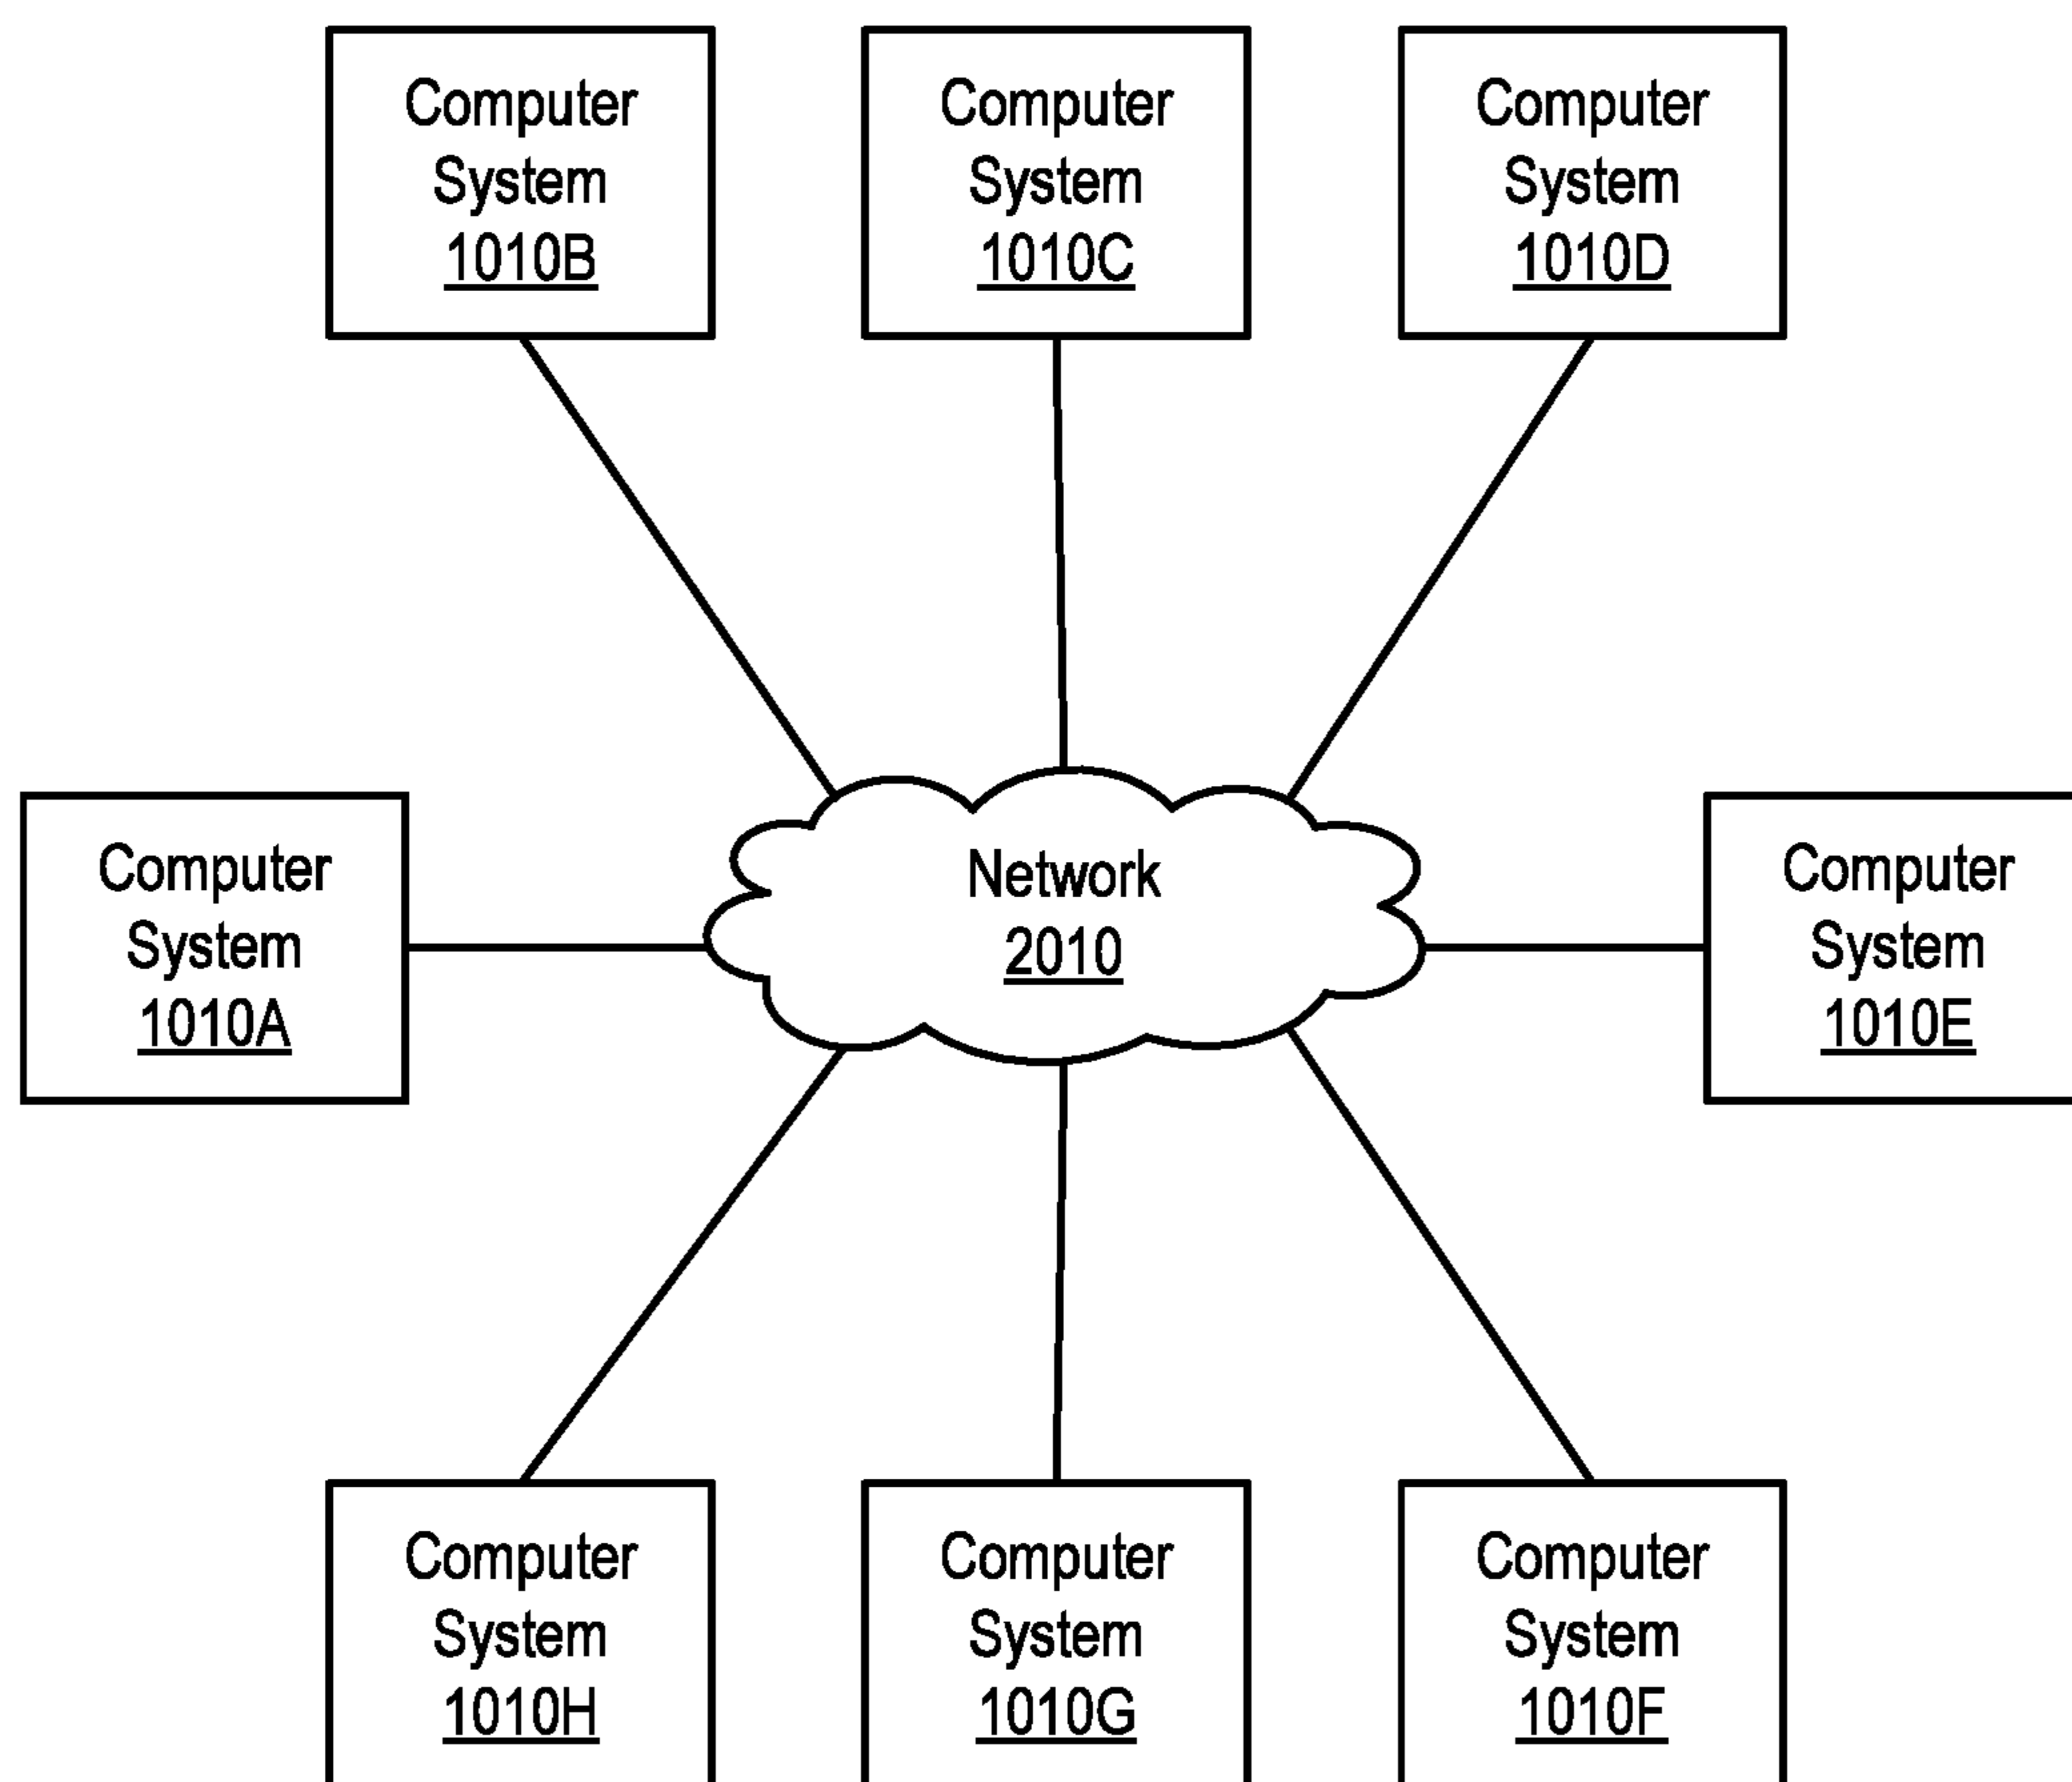 Computer
System
1010B
Computer
System
1010C
Computer
System
1010D
Computer
System
1010A
Network
2010
Computer
System
1010E
Computer
System
1010H
Computer
System
1010G
Computer
System
1010F